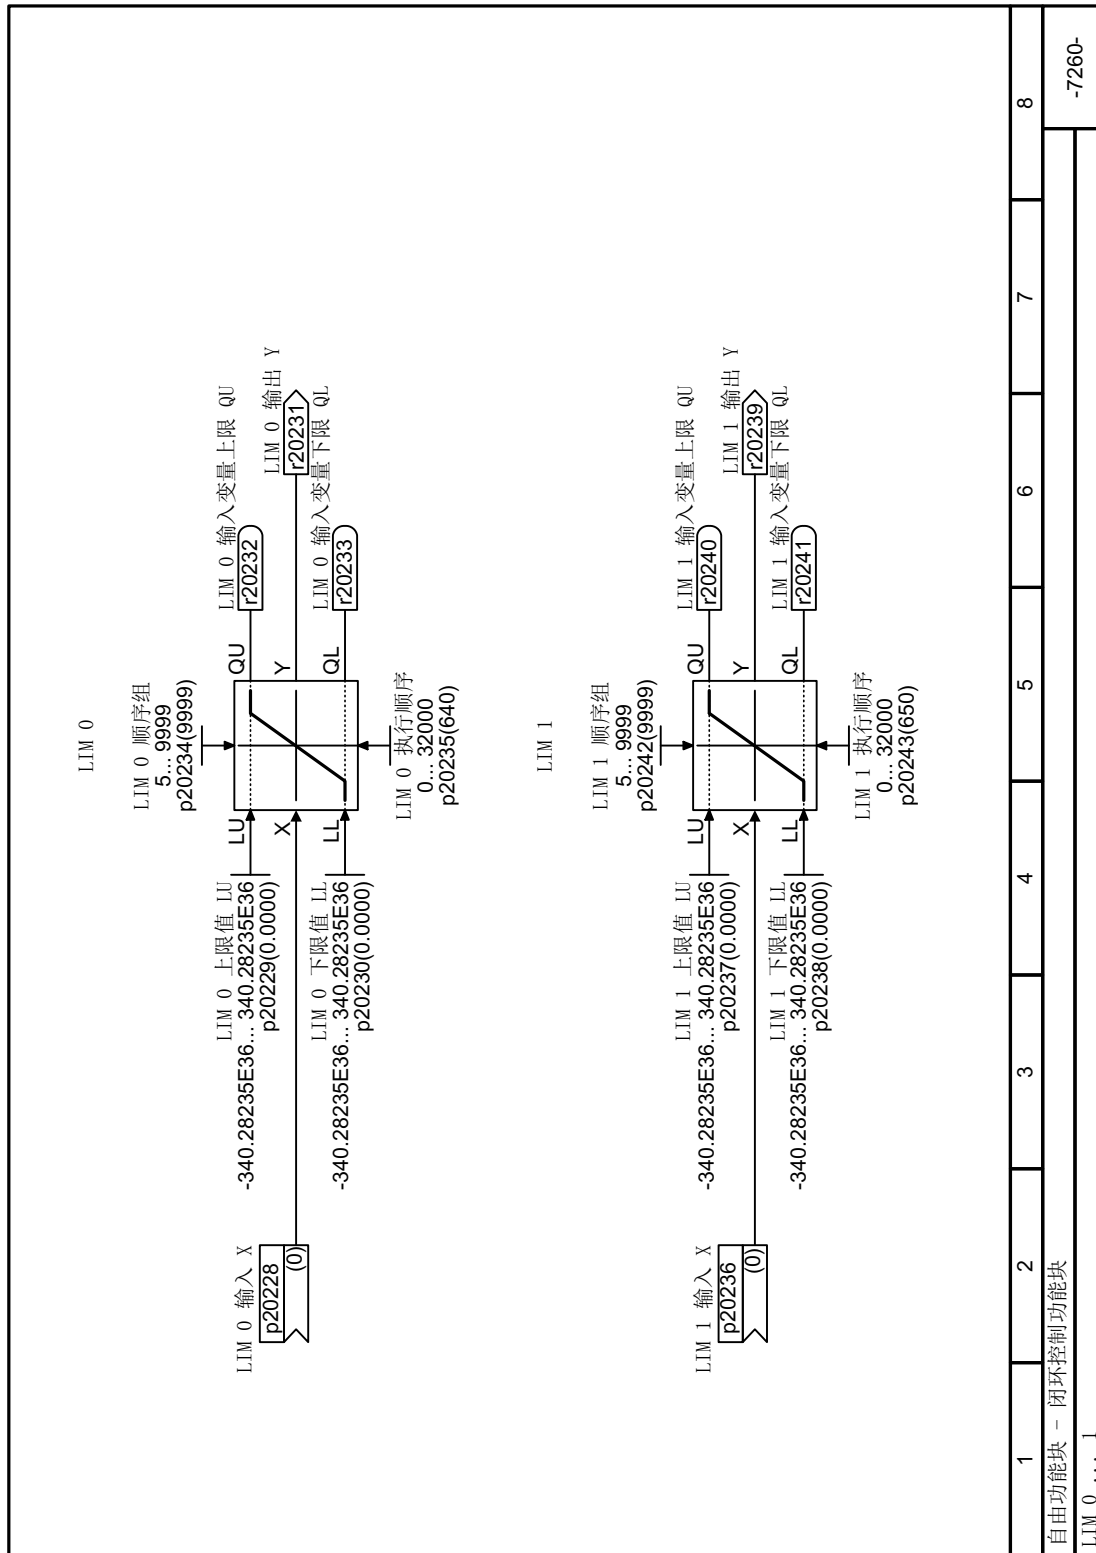 LIM 0
LIM 0 顺序组
5... 9999
p20234(9999)
LIM 0 输入 X
p20228
(0)
LIM 0 上限值 LU
-340.28235E36... 340.28235E36
p20229(0.0000)
LIM 0 下限值 LL
-340.28235E36... 340.28235E36
p20230(0.0000)
LU
X
LL
QU
Y
QL
LIM 0 输入变量上限 QU
r20232
LIM 0 输出 Y
r20231
LIM 0 输入变量下限 QL
r20233
LIM 0 执行顺序
0... 32000
p20235(640)
LIM 1
LIM 1 顺序组
5... 9999
p20242(9999)
LIM 1 输入 X
p20236
(0)
LIM 1 上限值 LU
-340.28235E36... 340.28235E36
p20237(0.0000)
LIM 1 下限值 LL
-340.28235E36... 340.28235E36
p20238(0.0000)
LU
X
LL
QU
Y
QL
LIM 1 输入变量上限 QU
r20240
LIM 1 输出 Y
r20239
LIM 1 输入变量下限 QL
r20241
LIM 1 执行顺序
0... 32000
p20243(650)
1 2 3 4 5 6 7 8
自由功能块 - 闭环控制功能块
-7260-
LIM 0 ... 1